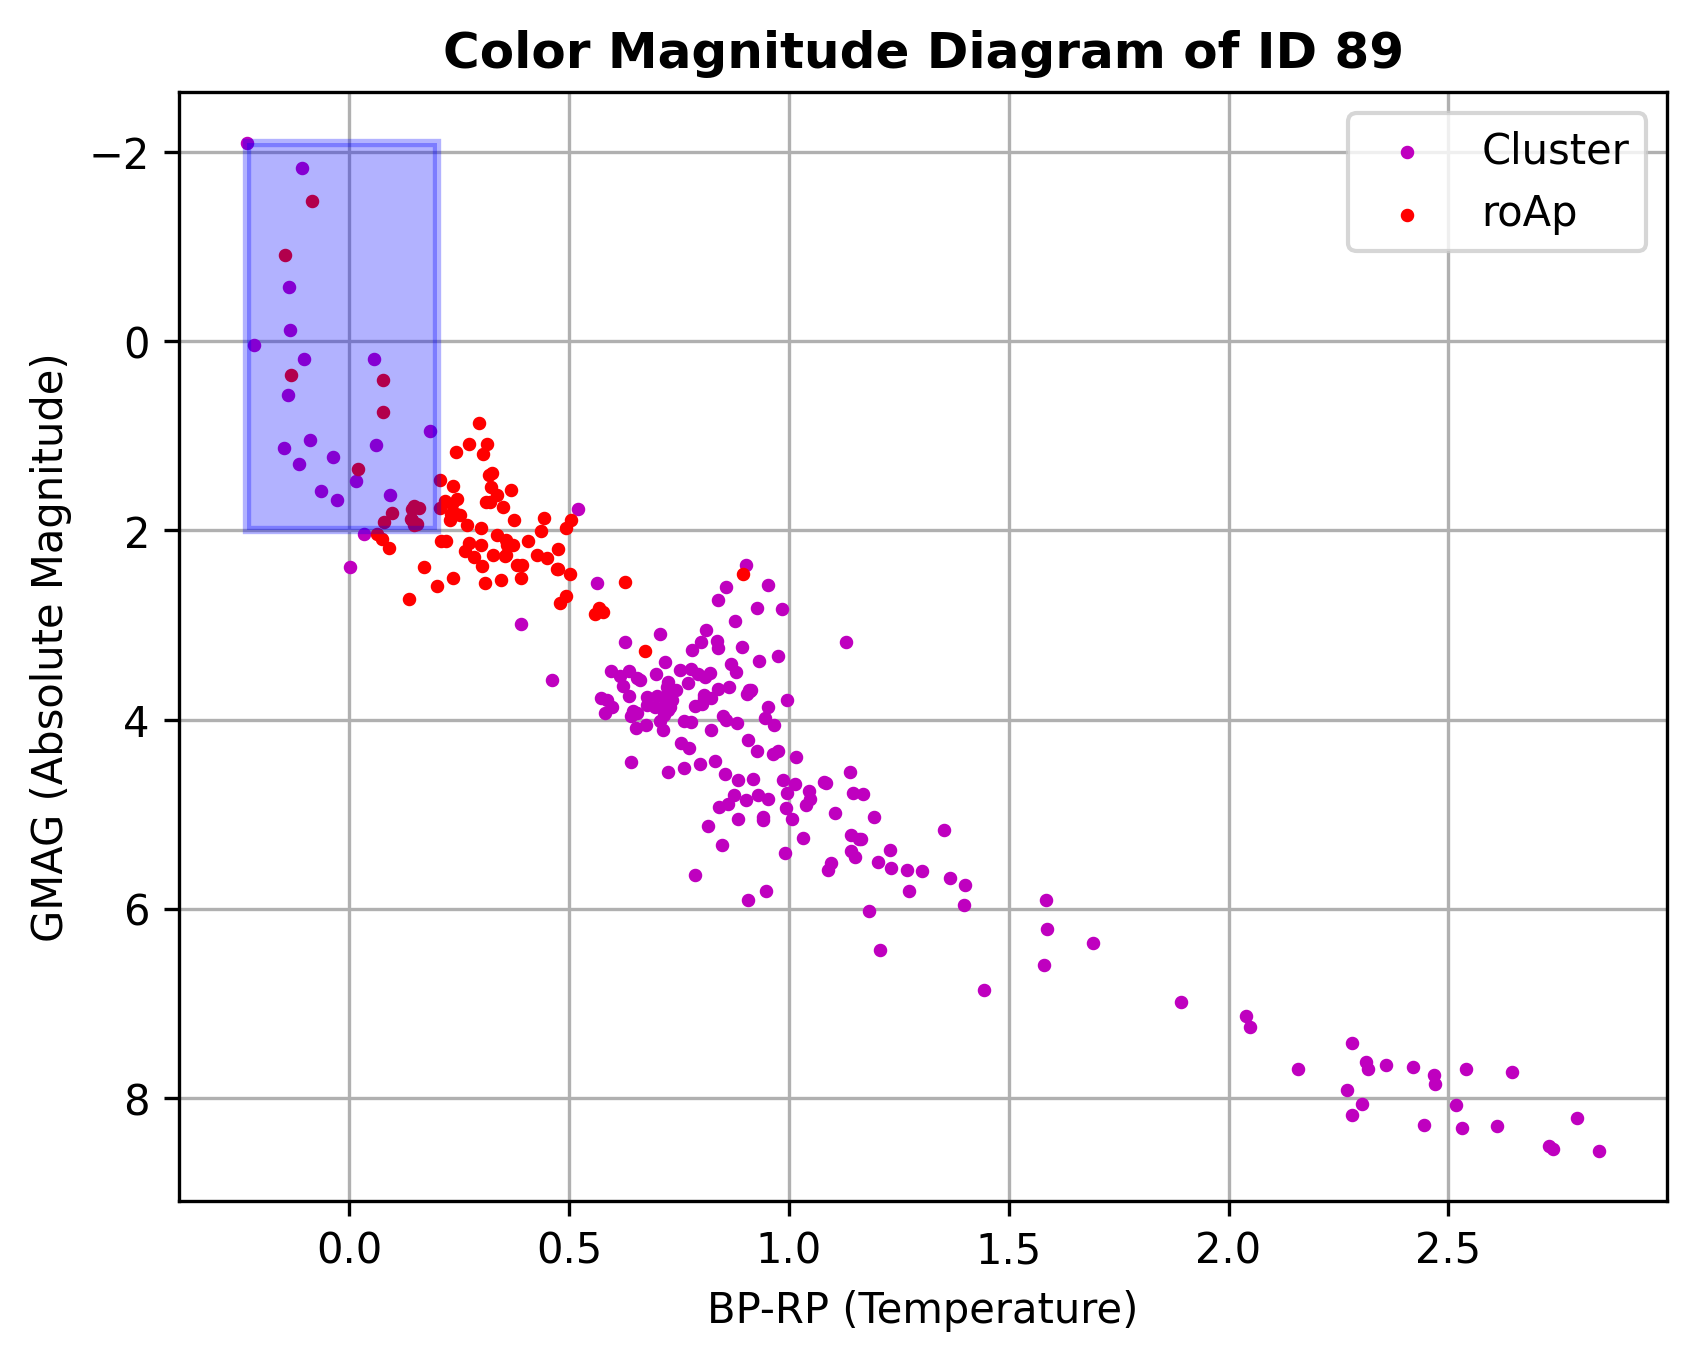 Color Magnitude Diagram of ID 89
Cluster
roAp
GMAG (Absolute Magnitude)
−2
0
2
4
6
8
0.0 0.5 1.0 1.5 2.0 2.5
BP-RP (Temperature)